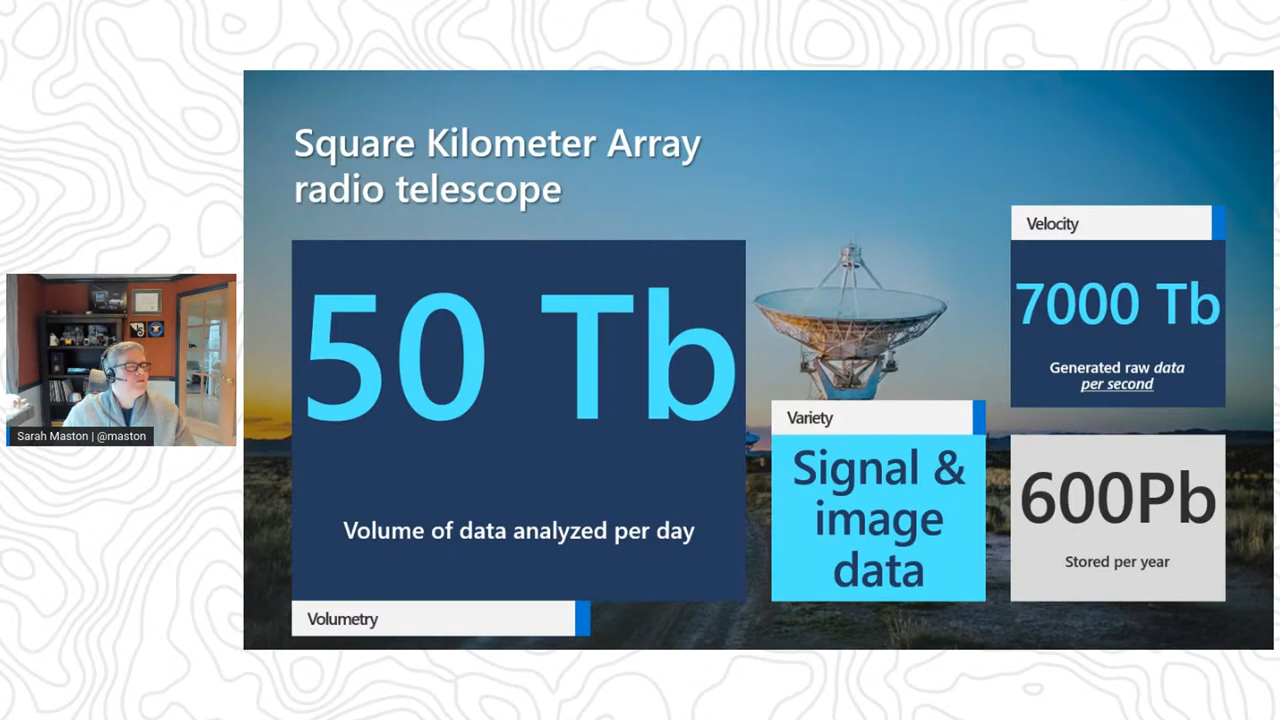 Square Kilometer Array
radio telescope
50 Tb
Volume of data analyzed per day
Volumetry
Variety
Signal &
image
data
Velocity
7000 Tb
Generated raw data
per second
600Pb
Stored per year
Sarah Maston | @maston